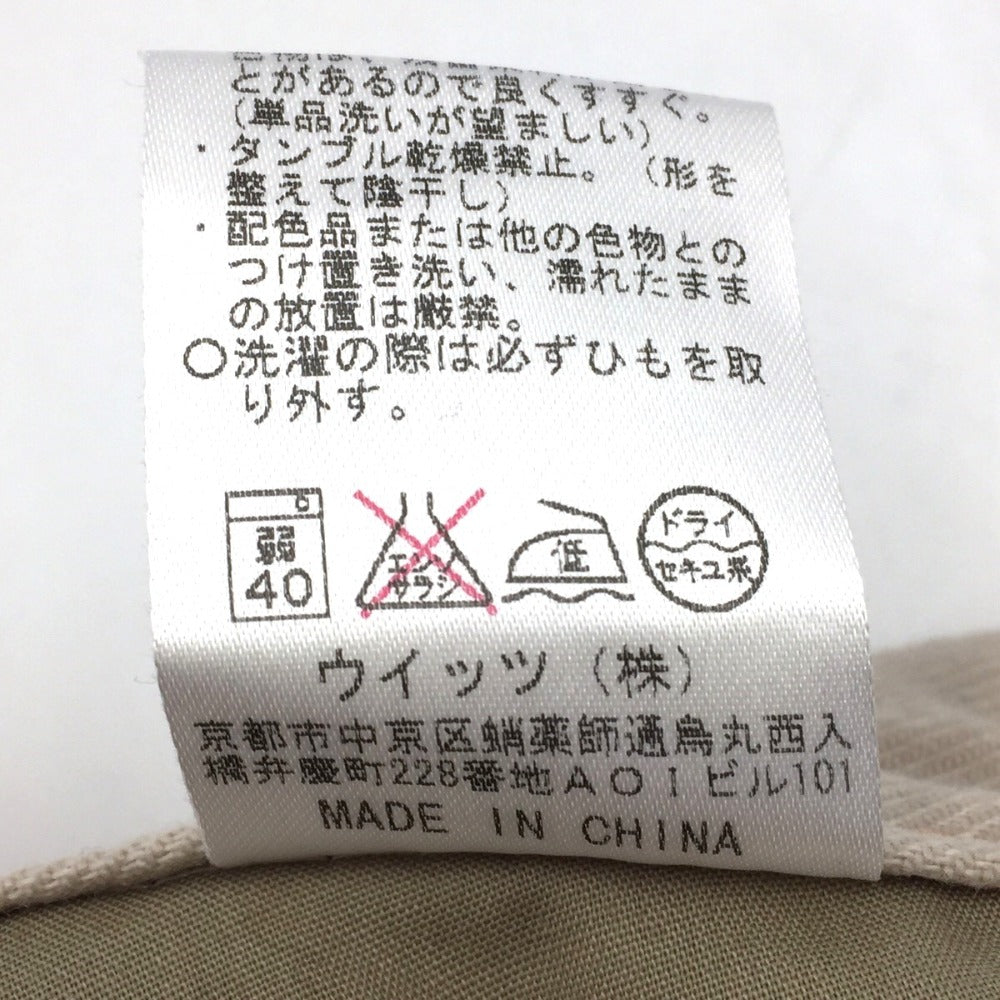 とがあるので良くすすぐ。
(単品洗いが望ましい)
・タンブル乾燥禁止。(形を
整えて陰干し)
・配色品または他の色物との
つけ置き洗い、濡れたまま
の放置は厳禁。
○洗濯の際は必ずひもを取
り外す。
弱
40
エンソ
サラシ
低
ドライ
セキユ系
ウイッツ(株)
京都市中京区蛸薬師通烏丸西入
橋弁慶町228番地AOIビル101
MADE IN CHINA